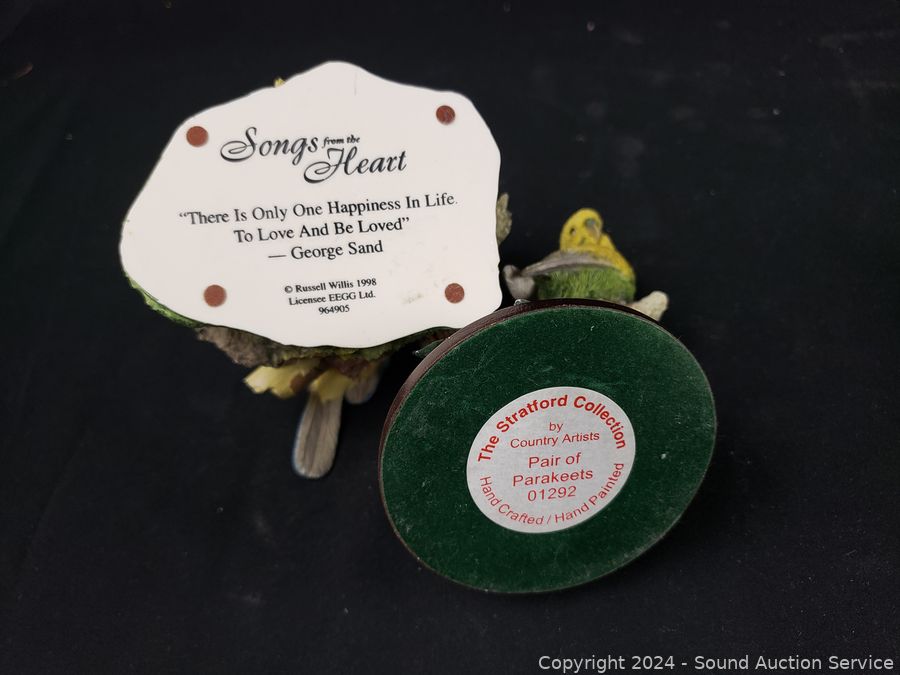 Songs from the
Heart
“There Is Only One Happiness In Life.
To Love And Be Loved”
— George Sand
© Russell Willis 1998
Licensee EEGG Ltd.
964905
The Stratford Collection
by
Country Artists
Pair of
Parakeets
01292
Hand Crafted / Hand Painted
Copyright © 2024 - Sound Auction Service